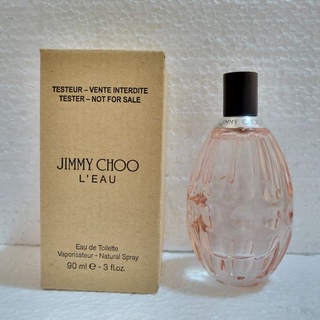 TESTEUR – VENTE INTERDITE
TESTER – NOT FOR SALE
JIMMY CHOO
L'EAU
Eau de Toilette
Vaporisateur - Natural Spray
90 ml ℮ - 3 fl.oz.
JIMMY CHOO